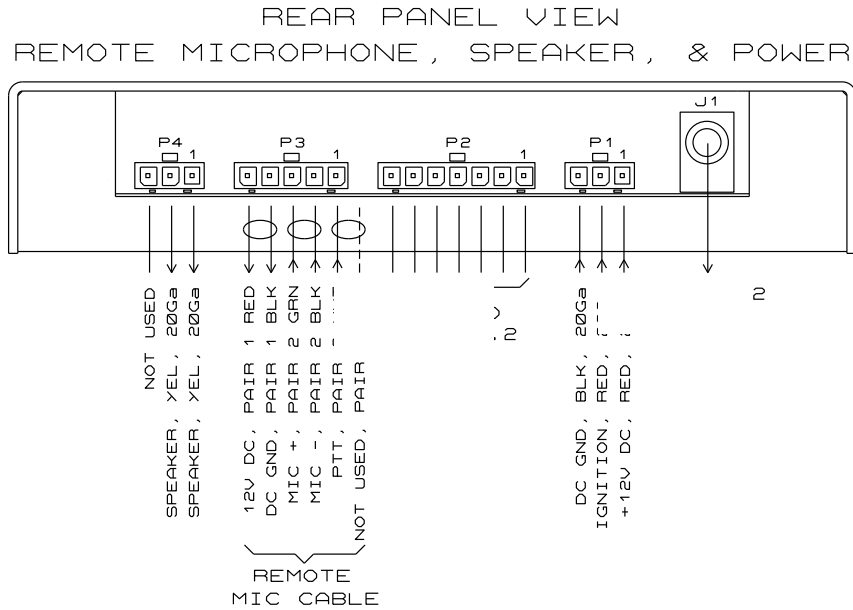 REAR PANEL VIEW
REMOTE MICROPHONE, SPEAKER, & POWER
J1
P4
1
P3
1
P2
1
P1
1
NOT USED
SPEAKER, YEL, 20Ga
SPEAKER, YEL, 20Ga
12V DC, PAIR 1 RED
DC GND, PAIR 1 BLK
MIC +, PAIR 2 GRN
MIC -, PAIR 2 BLK
PTT, PAIR
NOT USED, PAIR
2
DC GND, BLK, 20Ga
IGNITION, RED,
+12V DC, RED,
2
REMOTE
MIC CABLE